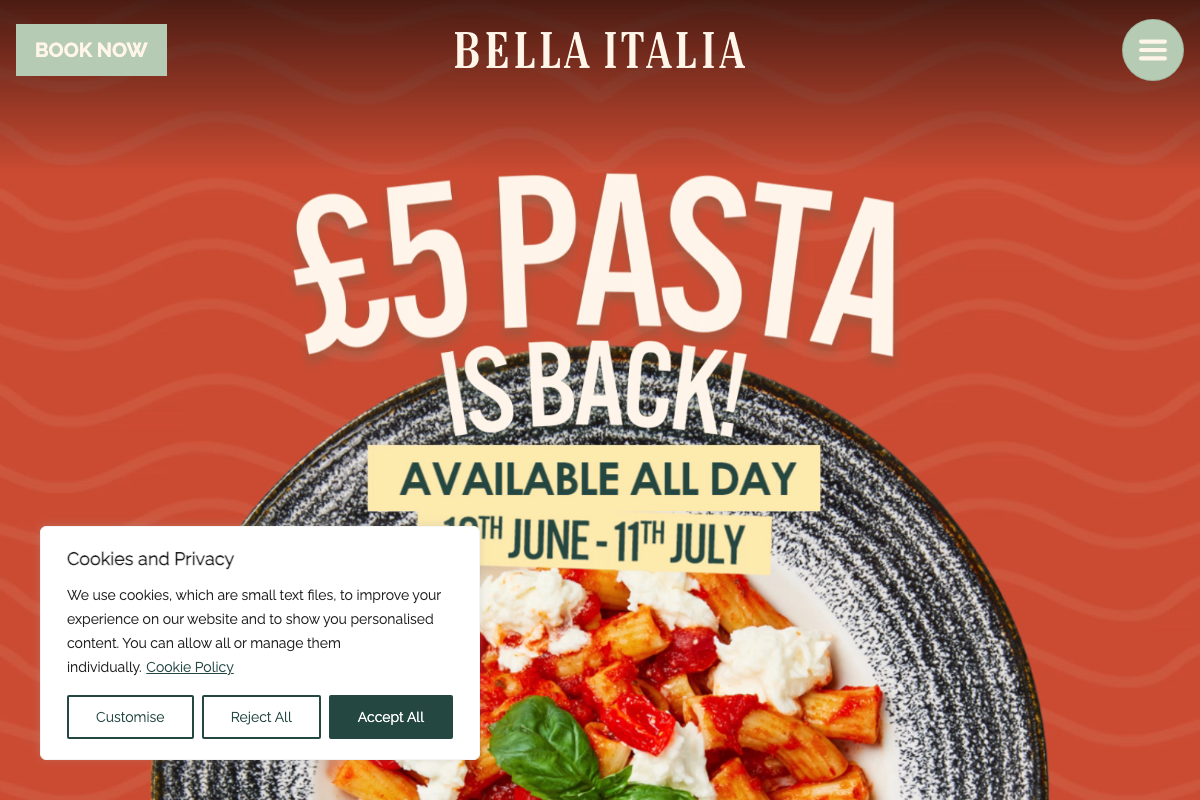 BOOK NOW
BELLA ITALIA
£5 PASTA
IS BACK!
AVAILABLE ALL DAY
JUNE - 11TH JULY
Cookies and Privacy
We use cookies, which are small text files, to improve your
experience on our website and to show you personalised
content. You can allow all or manage them
individually. Cookie Policy
Customise
Reject All
Accept All